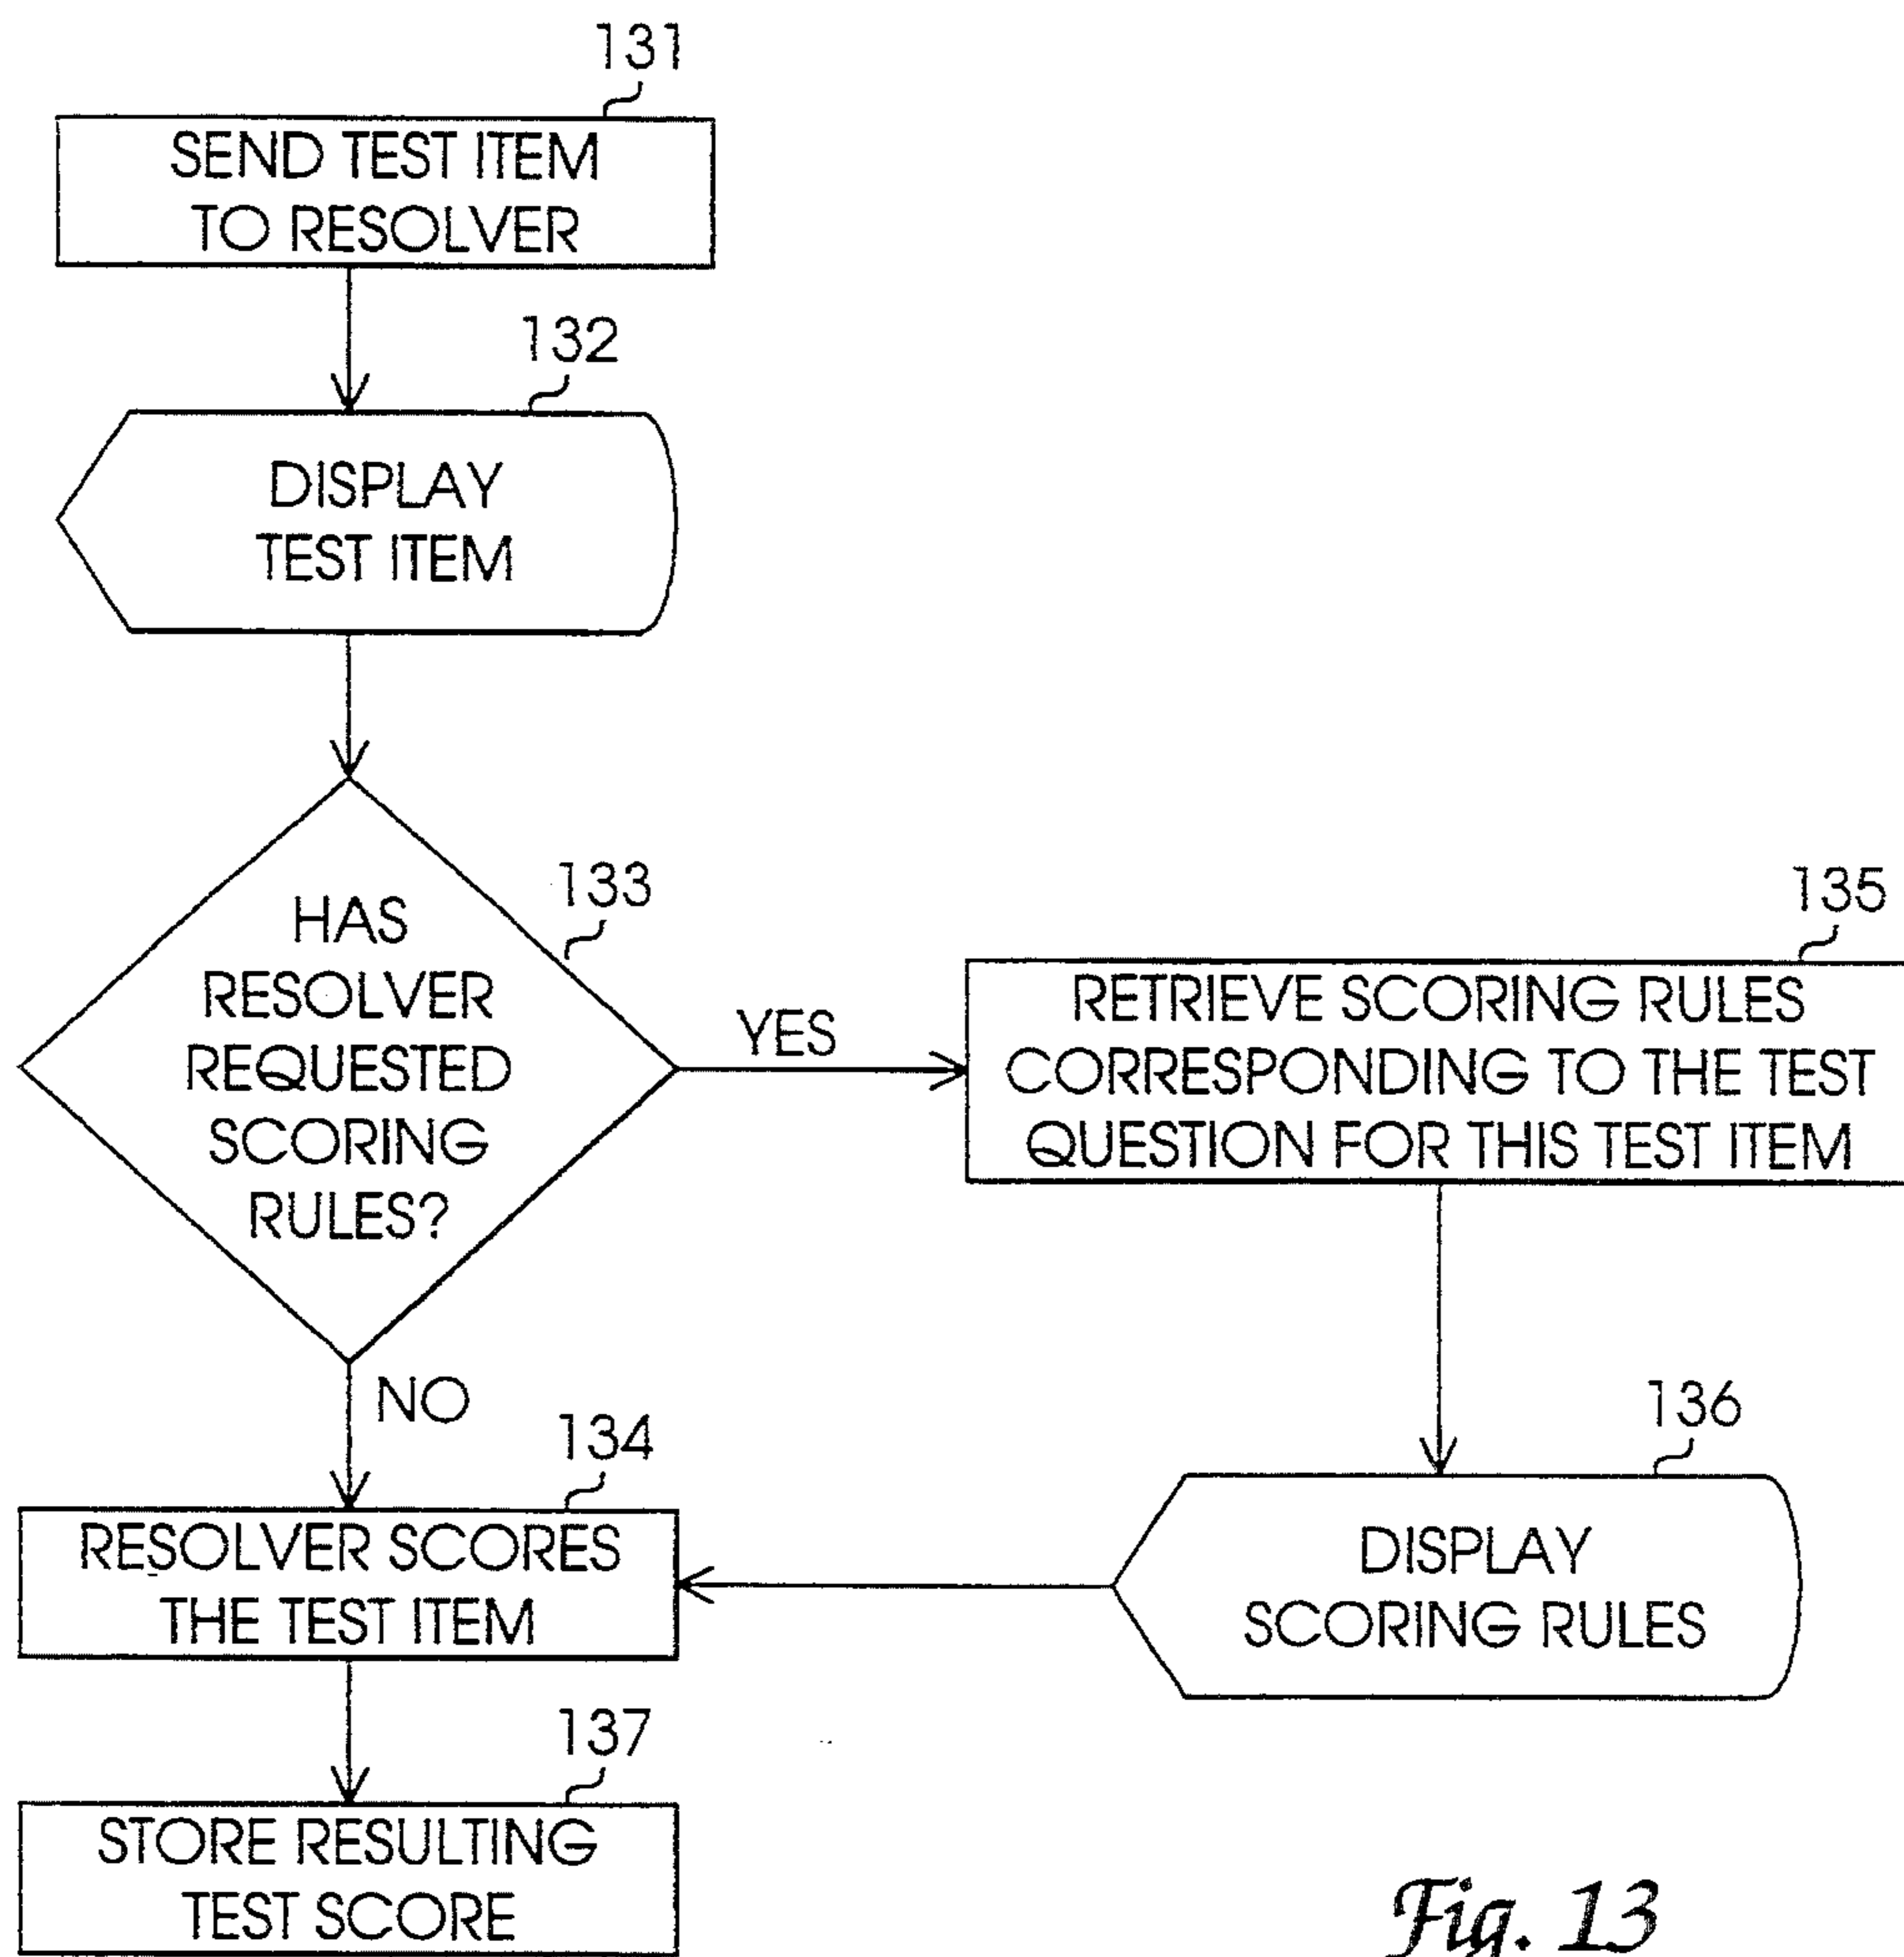 131
SEND TEST ITEM
TO RESOLVER
132
DISPLAY
TEST ITEM
133
HAS
RESOLVER
REQUESTED
SCORING
RULES?
YES
135
RETRIEVE SCORING RULES
CORRESPONDING TO THE TEST
QUESTION FOR THIS TEST ITEM
NO
134
RESOLVER SCORES
THE TEST ITEM
136
DISPLAY
SCORING RULES
137
STORE RESULTING
TEST SCORE
Fig. 13